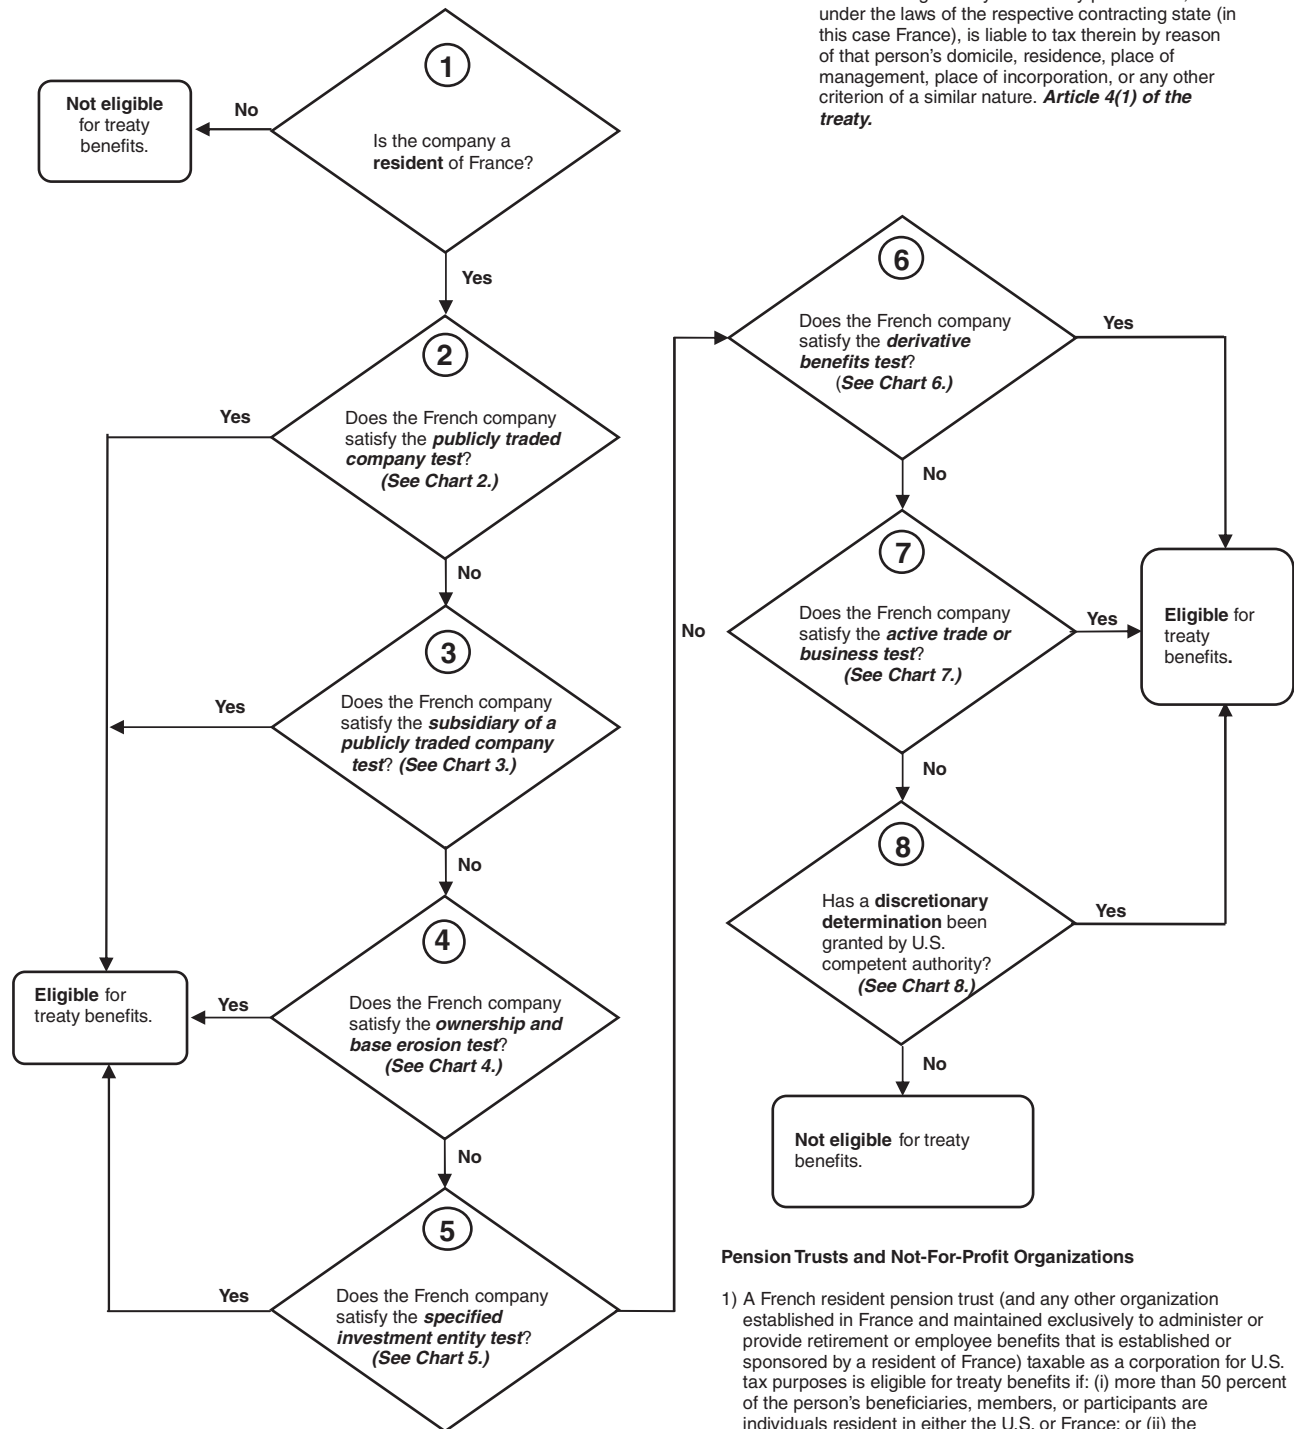 1
Is the company a
resident of France?
No
Not eligible
for treaty
benefits.
Yes
2
Does the French company
satisfy the publicly traded
company test?
(See Chart 2.)
Yes
No
3
Does the French company
satisfy the subsidiary of a
publicly traded company
test? (See Chart 3.)
Yes
No
4
Does the French company
satisfy the ownership and
base erosion test?
(See Chart 4.)
Yes
Eligible for
treaty benefits.
No
5
Does the French company
satisfy the specified
investment entity test?
(See Chart 5.)
Yes
No
under the laws of the respective contracting state (in
this case France), is liable to tax therein by reason
of that person's domicile, residence, place of
management, place of incorporation, or any other
criterion of a similar nature. Article 4(1) of the
treaty.
6
Does the French company
satisfy the derivative
benefits test?
(See Chart 6.)
Yes
No
7
Does the French company
satisfy the active trade or
business test?
(See Chart 7.)
Yes
Eligible for
treaty
benefits.
No
8
Has a discretionary
determination been
granted by U.S.
competent authority?
(See Chart 8.)
Yes
No
Not eligible for treaty
benefits.
Pension Trusts and Not-For-Profit Organizations
1) A French resident pension trust (and any other organization
established in France and maintained exclusively to administer or
provide retirement or employee benefits that is established or
sponsored by a resident of France) taxable as a corporation for U.S.
tax purposes is eligible for treaty benefits if: (i) more than 50 percent
of the person's beneficiaries, members, or participants are
individuals resident in either the U.S. or France; or (ii) the